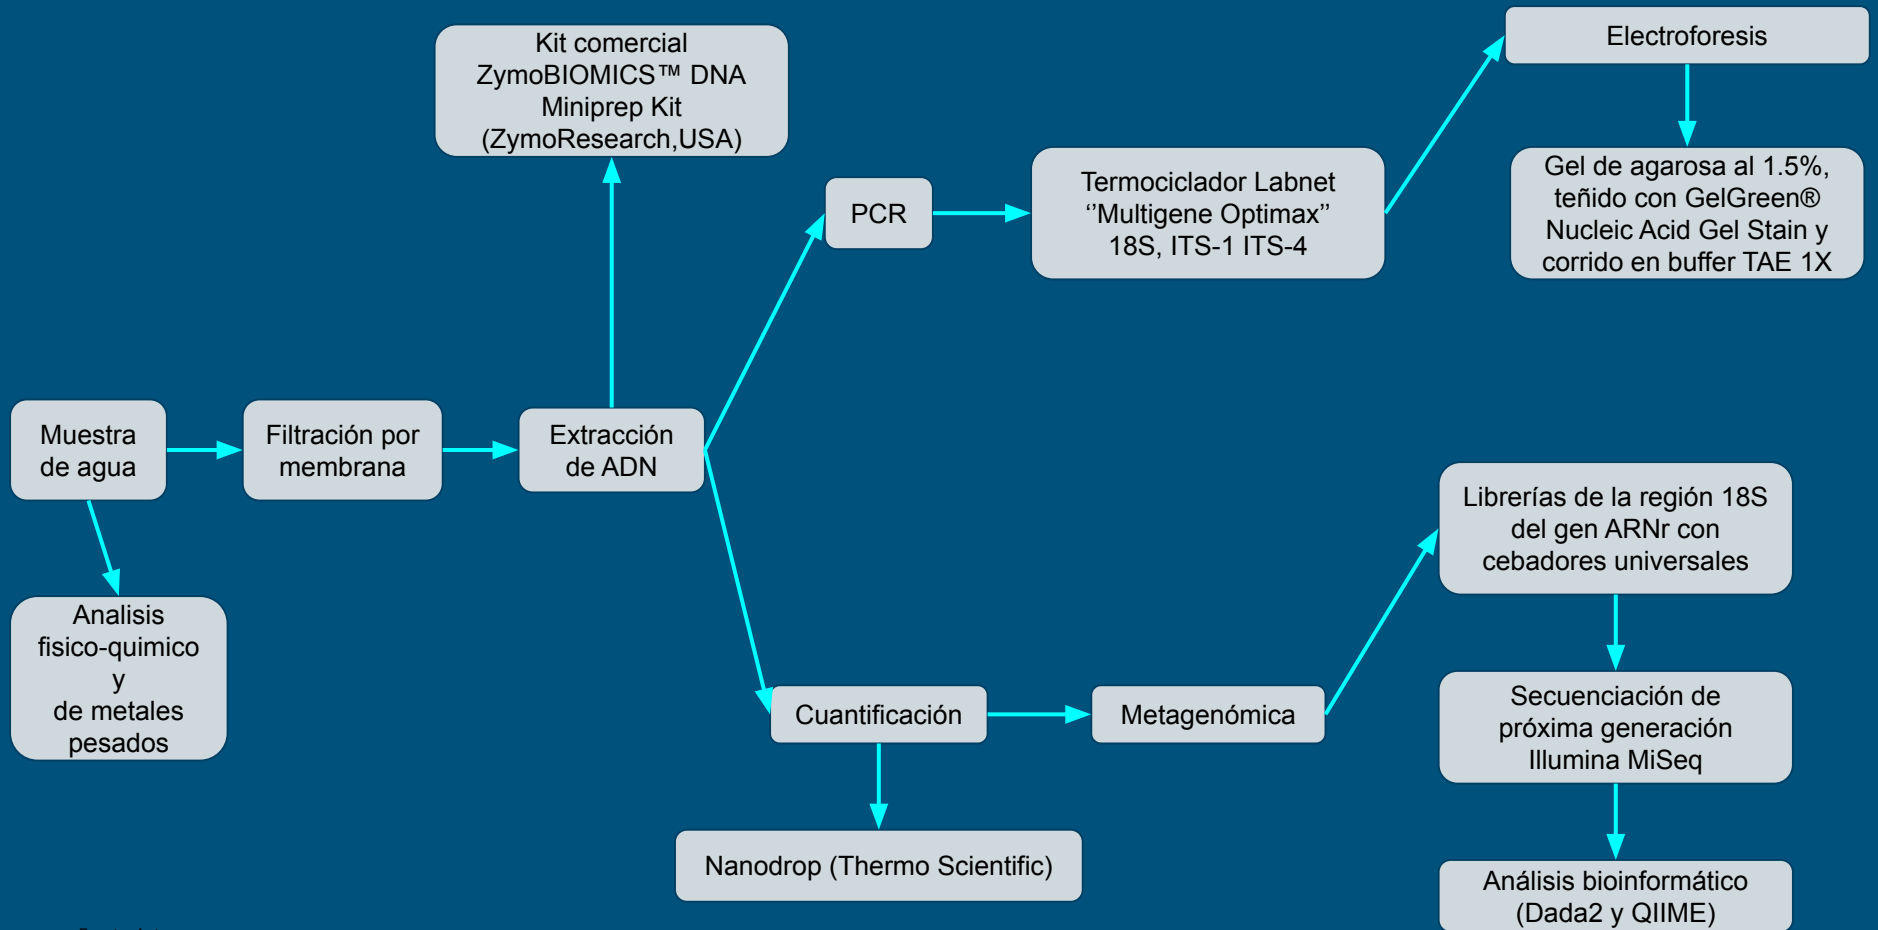 Kit comercial
ZymoBIOMICS™ DNA
Miniprep Kit
(ZymoResearch,USA)
Electroforesis
PCR
Termociclador Labnet
‘’Multigene Optimax’’
18S, ITS-1 ITS-4
Gel de agarosa al 1.5%,
teñido con GelGreen®
Nucleic Acid Gel Stain y
corrido en buffer TAE 1X
Muestra
de agua
Filtración por
membrana
Extracción
de ADN
Analisis
fisico-quimico
y
de metales
pesados
Cuantificación
Metagenómica
Nanodrop (Thermo Scientific)
Librerías de la región 18S
del gen ARNr con
cebadores universales
Secuenciación de
próxima generación
Illumina MiSeq
Análisis bioinformático
(Dada2 y QIIME)